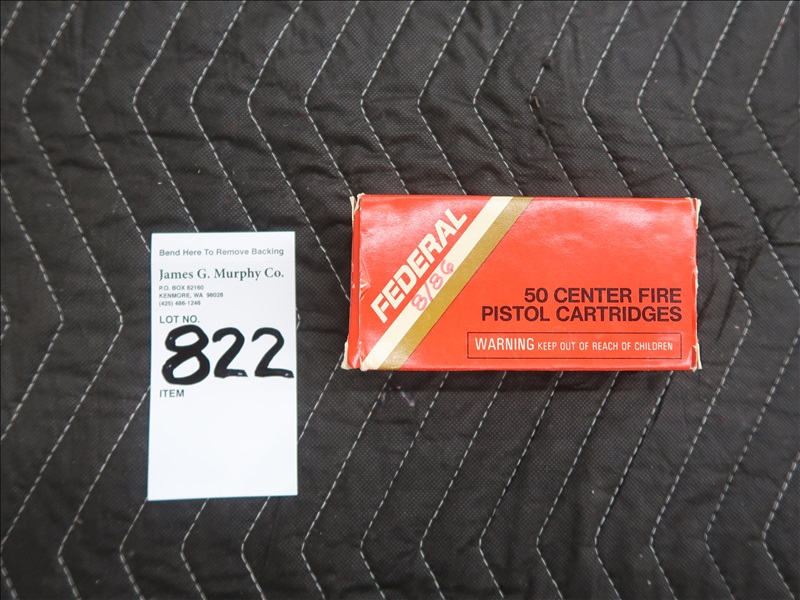 Bend Here To Remove Backing
James G. Murphy Co.
P.O. BOX 82160
KENMORE, WA 98028
(425) 486-1246
LOT NO.
822
ITEM
FEDERAL
8/86
50 CENTER FIRE
PISTOL CARTRIDGES
WARNING KEEP OUT OF REACH OF CHILDREN